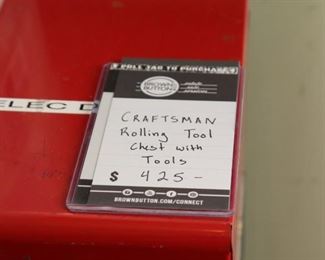 PULL TAB TO PURCHASE
BROWN
BUTTON
ELEC D
CRAFTSMAN
Rolling Tool
Chest with
Tools
$ 425-
BROWNBUTTON.COM/CONNECT